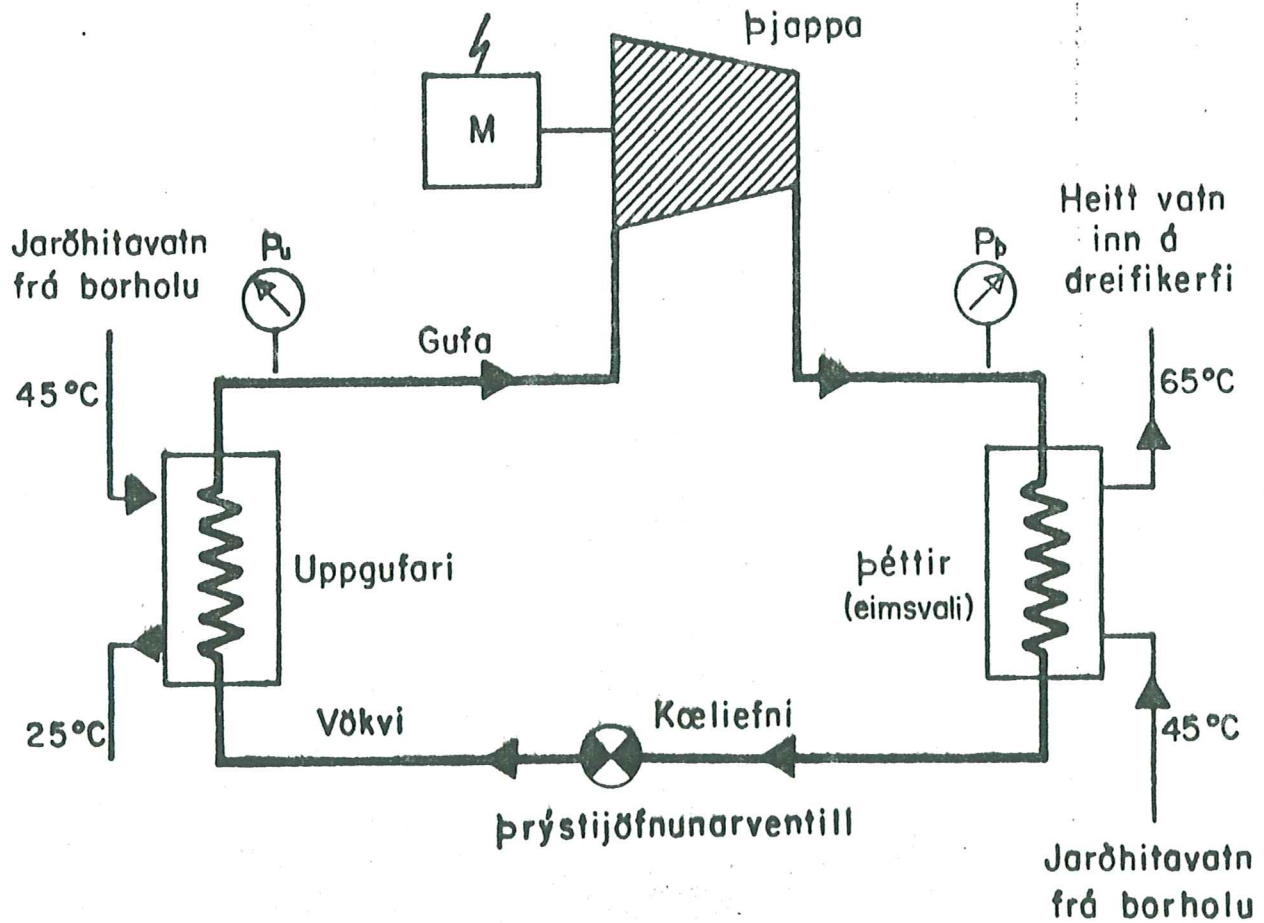 Þjappa
M
Jarðhitavatn
frá borholu
Pu
Pþ
Heitt vatn
inn á
dreifikerfi
Gufa
45°C
65°C
Uppgufari
Þéttir
(eimsvali)
25°C
Vökvi
Kæliefni
45°C
Þrýstijöfnunarventill
Jarðhitavatn
frá borholu